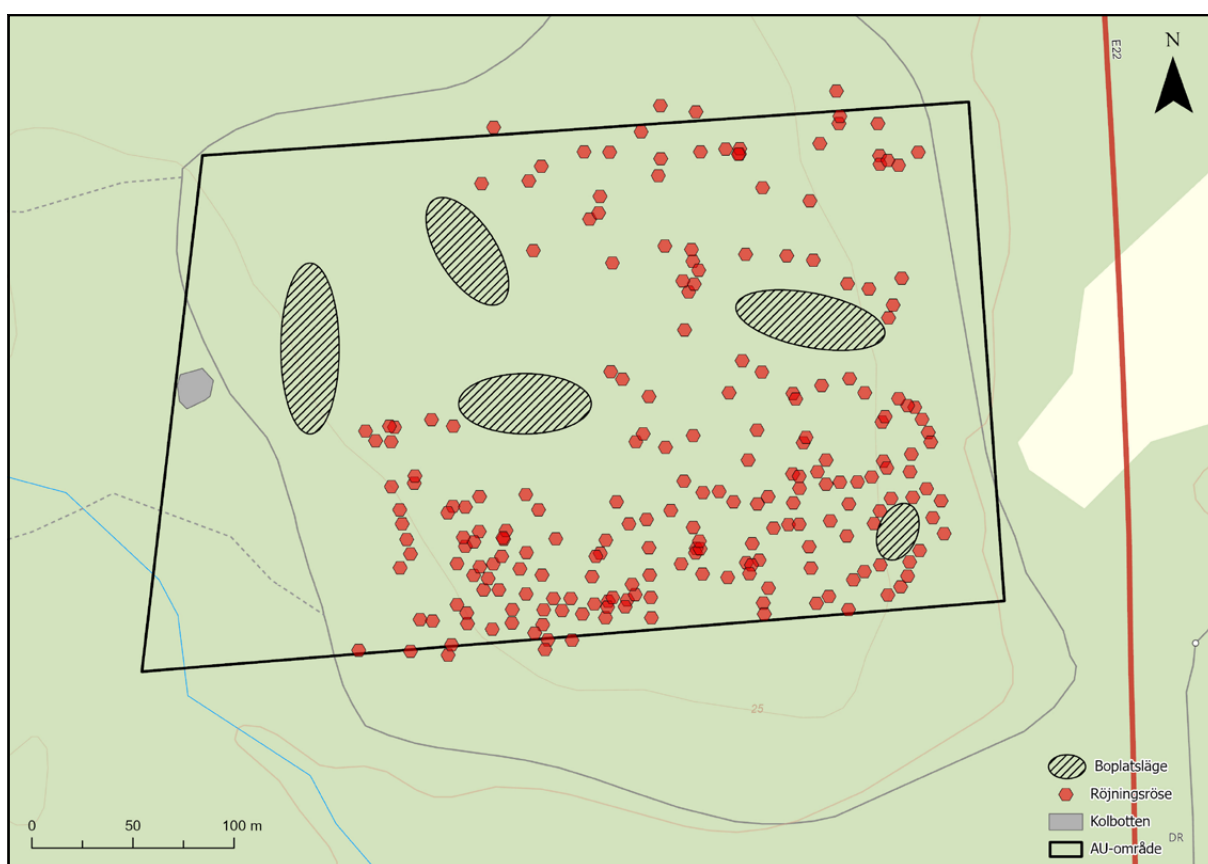 E22
N
25
0 50 100 m
Boplatsläge
Röjningsröse
Kolbotten
AU-område
DR